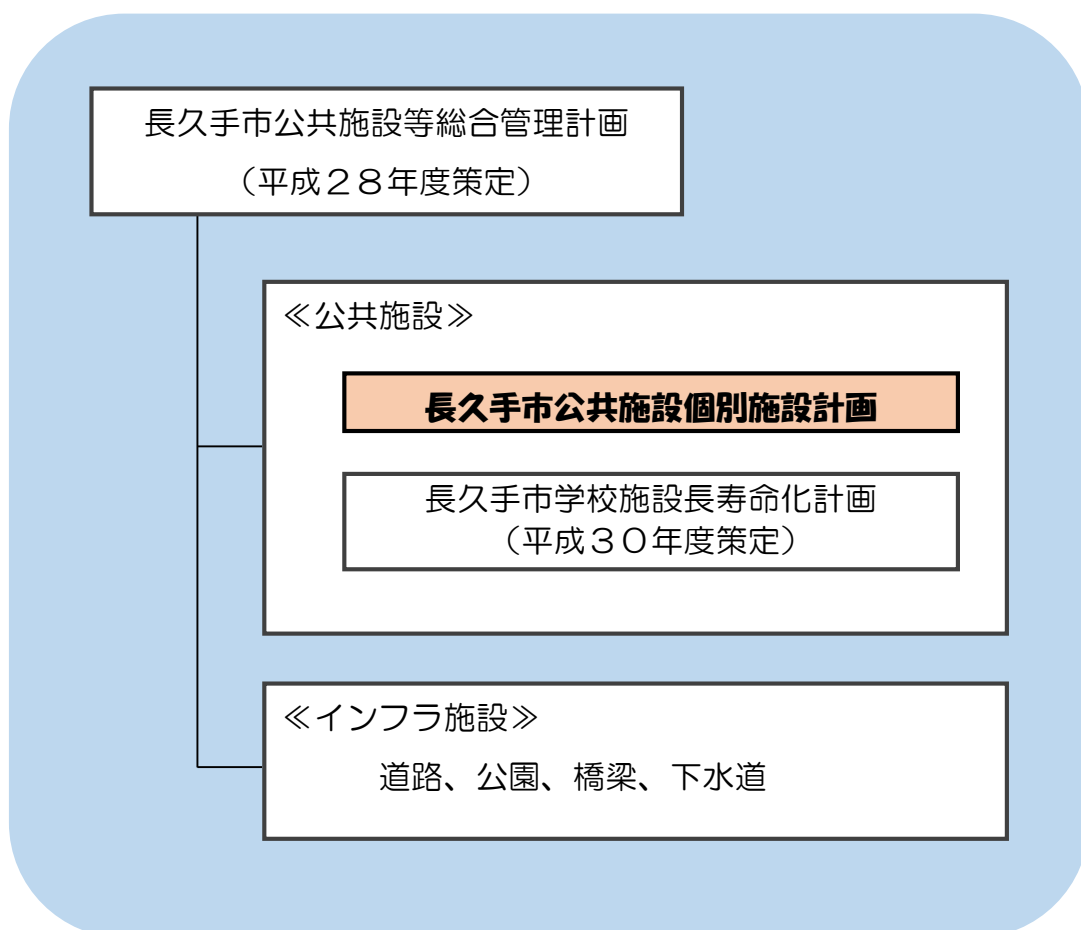 長久手市公共施設等総合管理計画
（平成２８年度策定）
≪公共施設≫
長久手市公共施設個別施設計画
長久手市学校施設長寿命化計画
（平成３０年度策定）
≪インフラ施設≫
道路、公園、橋梁、下水道